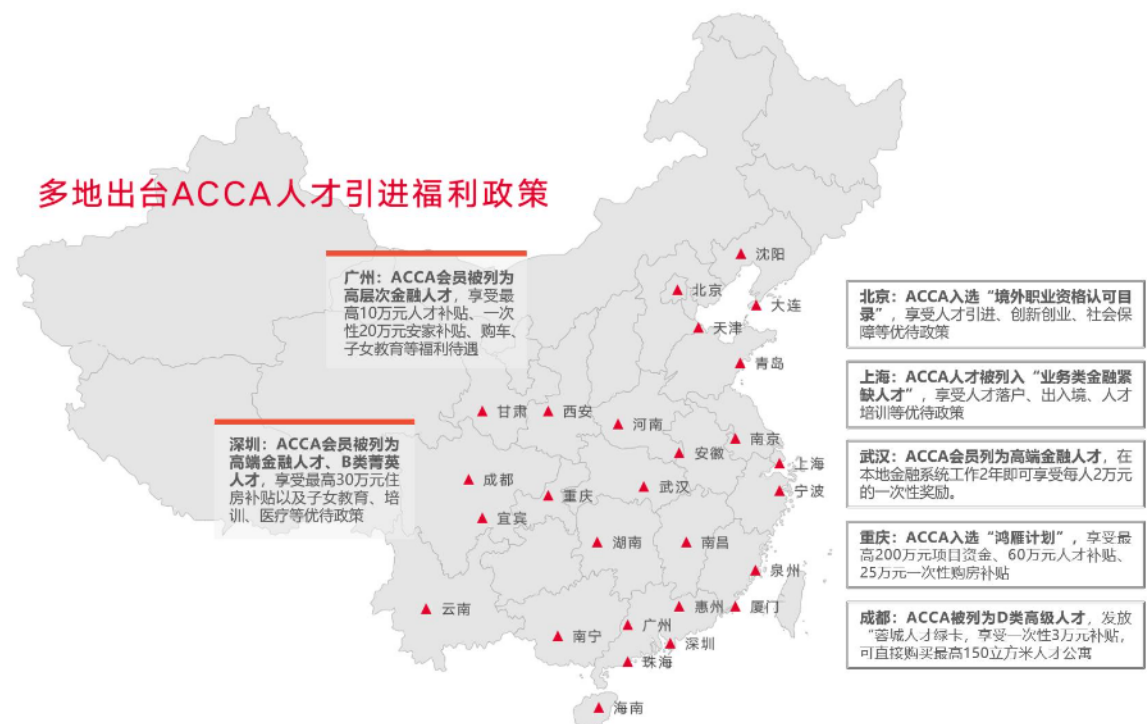 多地出台ACCA人才引进福利政策
广州：ACCA会员被列为
高层次金融人才，享受最
高10万元人才补贴、一次
性20万元安家补贴、购车、
子女教育等福利待遇
深圳：ACCA会员被列为
高端金融人才、B类菁英
人才，享受最高30万元住
房补贴以及子女教育、培
训、医疗等优待政策
沈阳
北京
大连
天津
青岛
甘肃
西安
河南
南京
安徽
上海
成都
重庆
武汉
宁波
宜宾
湖南
南昌
泉州
云南
惠州
厦门
广州
南宁
深圳
珠海
海南
北京：ACCA入选“境外职业资格认可目
录”，享受人才引进、创新创业、社会保
障等优待政策
上海：ACCA人才被列入“业务类金融紧
缺人才”，享受人才落户、出入境、人才
培训等优待政策
武汉：ACCA会员列为高端金融人才，在
本地金融系统工作2年即可享受每人2万元
的一次性奖励。
重庆：ACCA入选“鸿雁计划”，享受最
高200万元项目资金、60万元人才补贴、
25万元一次性购房补贴
成都：ACCA被列为D类高级人才，发放
“蓉城人才绿卡，享受一次性3万元补贴，
可直接购买最高150立方米人才公寓